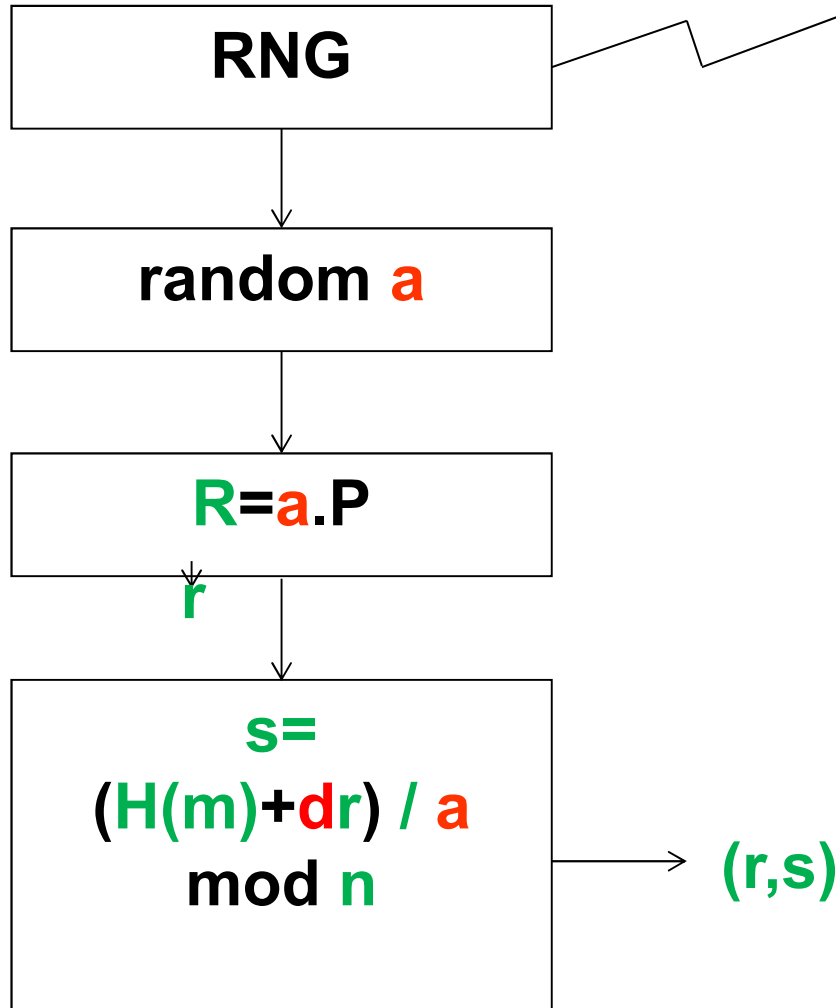 RNG
random a
R=a.P
r
s=
(H(m)+dr) / a
mod n
(r,s)